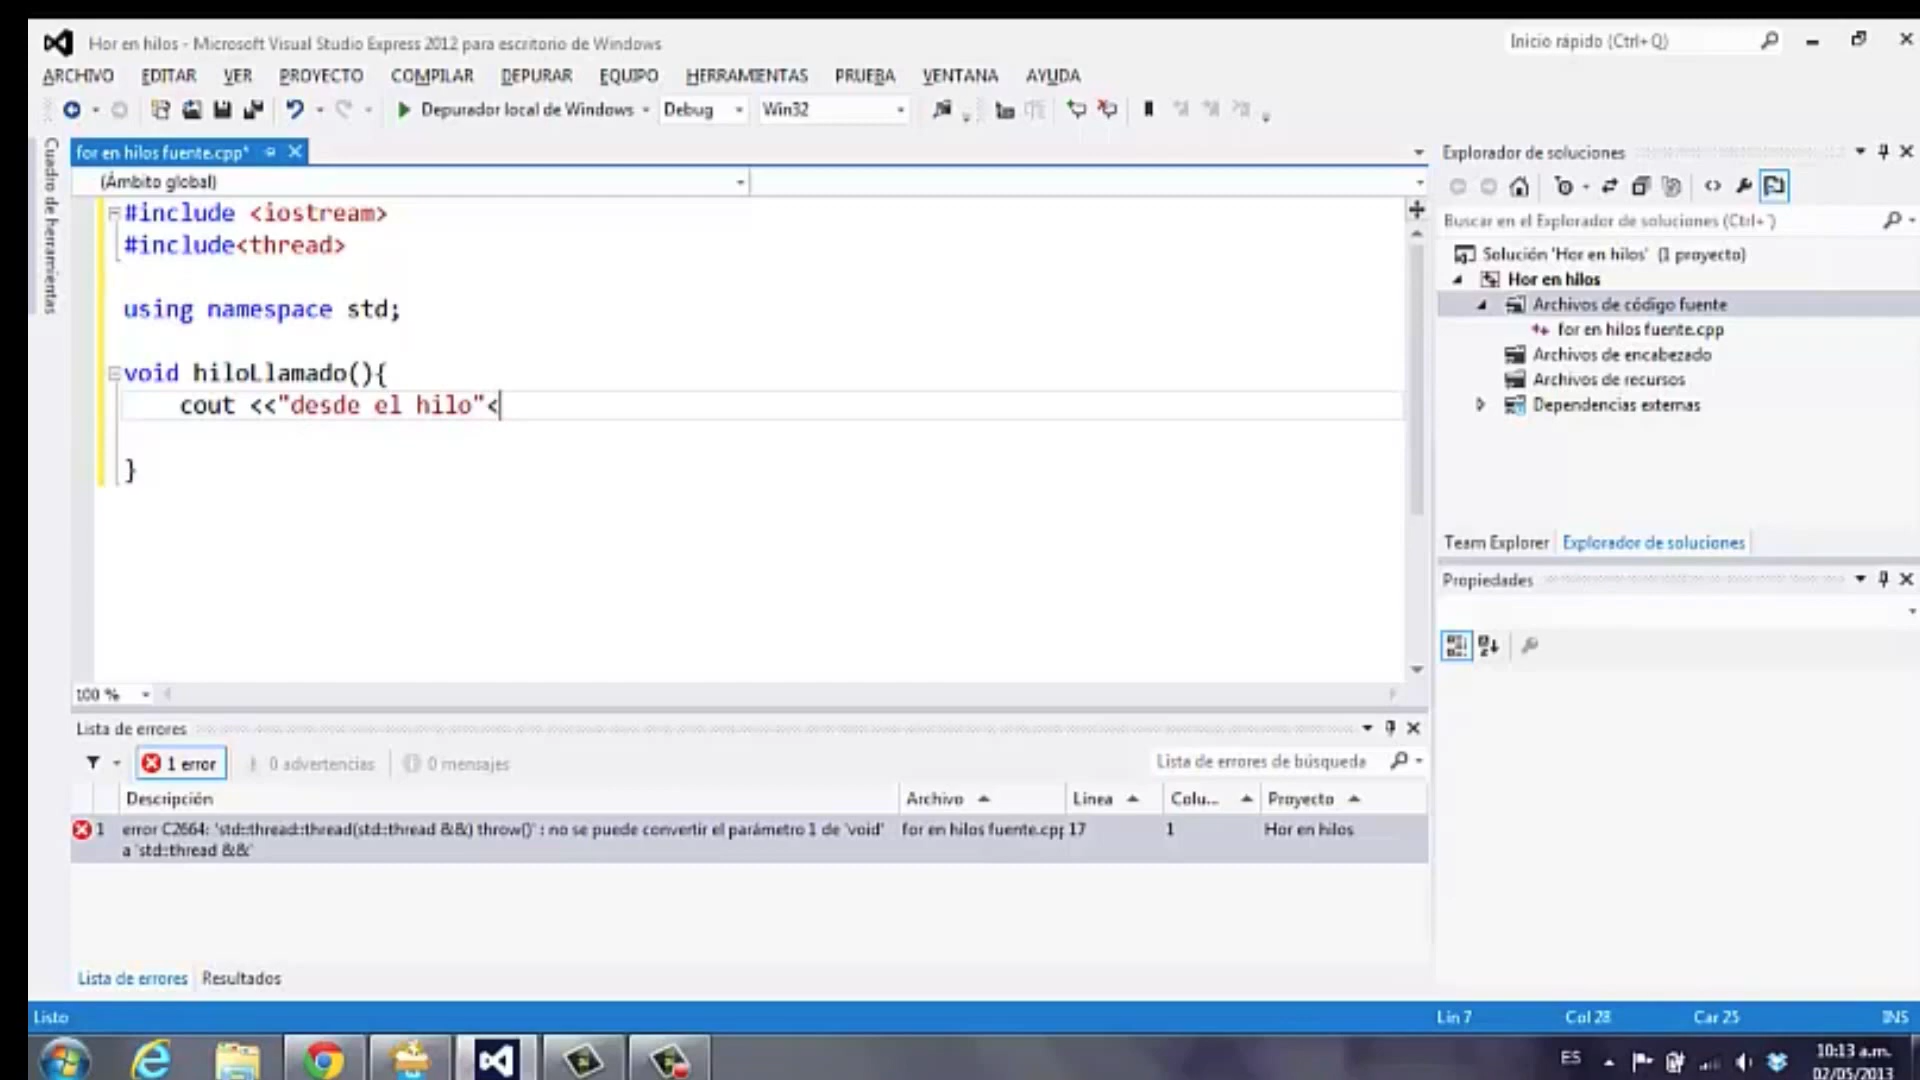 Hor en hilos - Microsoft Visual Studio Express 2012 para escritorio de Windows
Inicio rápido (Ctrl+Q)
ARCHIVO EDITAR VER PROYECTO COMPILAR DEPURAR EQUIPO HERRAMIENTAS PRUEBA VENTANA AYUDA
Depurador local de Windows Debug Win32
Cuadro de herramientas
for en hilos fuente.cpp*
(Ámbito global)
#include <iostream>
#include<thread>
using namespace std;
void hiloLlamado(){
cout <<"desde el hilo"<
}
100 %
Explorador de soluciones
Buscar en el Explorador de soluciones (Ctrl+')
Solución 'Hor en hilos' (1 proyecto)
Hor en hilos
Archivos de código fuente
for en hilos fuente.cpp
Archivos de encabezado
Archivos de recursos
Dependencias externas
Team Explorer Explorador de soluciones
Propiedades
Lista de errores
1 error 0 advertencias 0 mensajes
Lista de errores de búsqueda
Descripción Archivo Línea Colu... Proyecto
1 error C2664: 'std::thread::thread(std::thread &&) throw()' : no se puede convertir el parámetro 1 de 'void' for en hilos fuente.cpp 17 1 Hor en hilos
a 'std::thread &&'
Lista de errores Resultados
Listo Lin 7 Col 28 Car 25 INS
ES
10:13 a.m.
02/05/2013